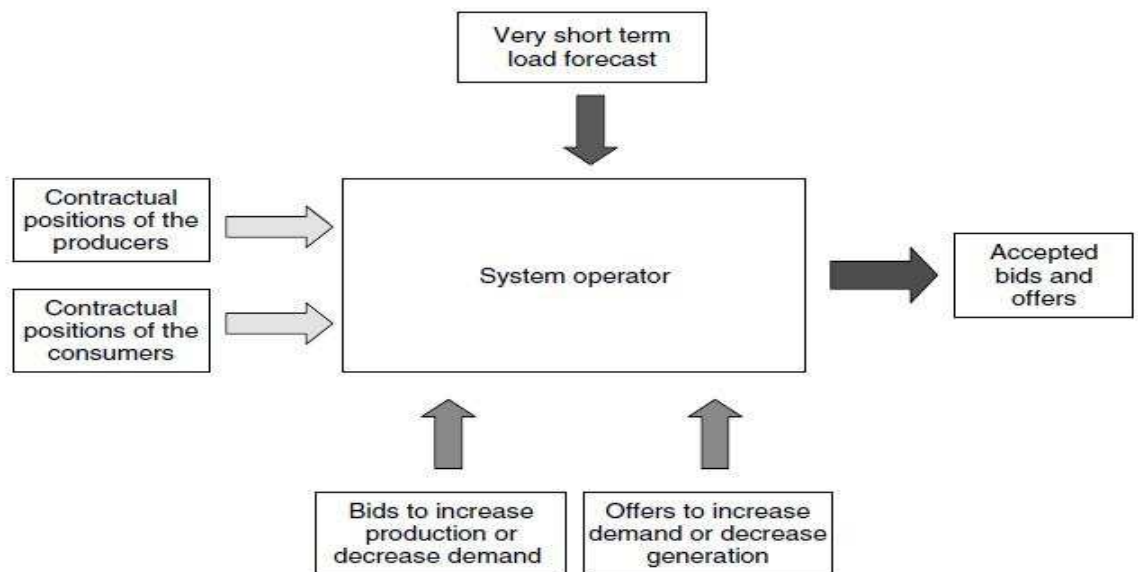 Very short term
load forecast
Contractual
positions of the
producers
Contractual
positions of the
consumers
System operator
Accepted
bids and
offers
Bids to increase
production or
decrease demand
Offers to increase
demand or decrease
generation